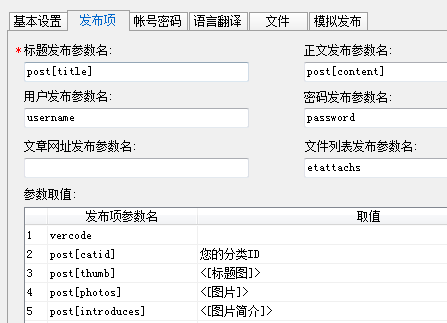 基本设置 发布项 帐号密码 语言翻译 文件 模拟发布
*标题发布参数名: 正文发布参数名:
post[title] post[content]
用户发布参数名: 密码发布参数名:
username password
文章网址发布参数名: 文件列表发布参数名:
etattachs
参数取值:
发布项参数名 取值
1 vercode
2 post[catid] 您的分类ID
3 post[thumb] <[标题图]>
4 post[photos] <[图片]>
5 post[introduces] <[图片简介]>